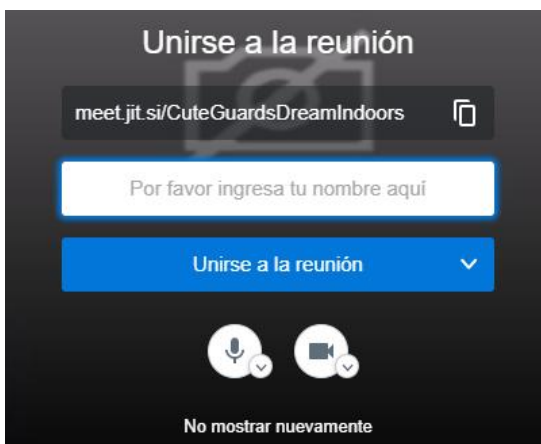 Unirse a la reunión
meet.jit.si/CuteGuardsDreamIndoors
Por favor ingresa tu nombre aquí
Unirse a la reunión
No mostrar nuevamente